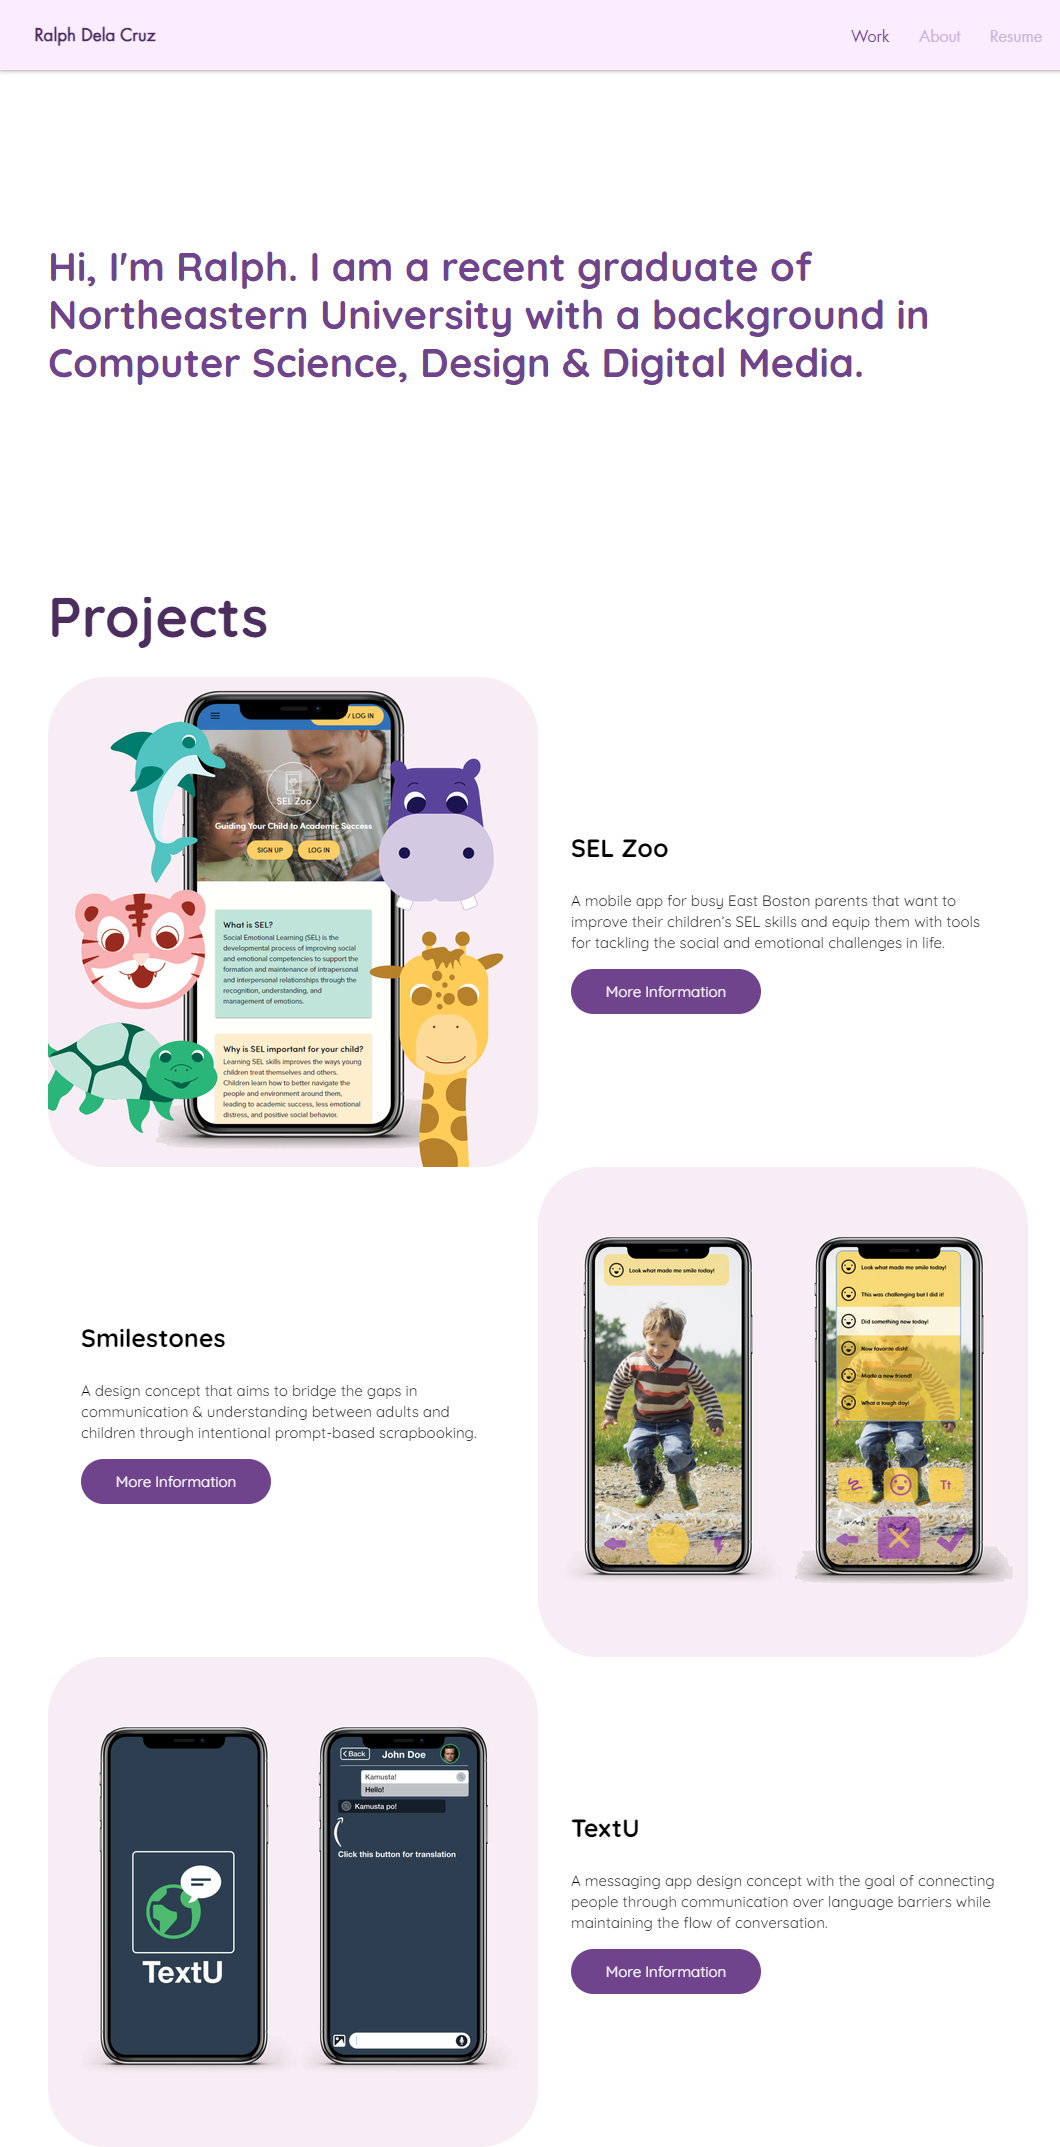 Ralph Dela Cruz
Work About Resume
Hi, I'm Ralph. I am a recent graduate of
Northeastern University with a background in
Computer Science, Design & Digital Media.
Projects
/ LOG IN
SEL Zoo
Guiding Your Child to Academic Success
SIGN UP LOG IN
What is SEL?
Social Emotional Learning (SEL) is the
developmental process of improving social
and emotional competencies to support the
formation and maintenance of intrapersonal
and interpersonal relationships through the
recognition, understanding, and
management of emotions.
Why is SEL important for your child?
Learning SEL skills improves the ways young
children treat themselves and others.
Children learn how to better navigate the
people and environment around them,
leading to academic success, less emotional
distress, and positive social behavior.
SEL Zoo
A mobile app for busy East Boston parents that want to
improve their children's SEL skills and equip them with tools
for tackling the social and emotional challenges in life.
More Information
Smilestones
A design concept that aims to bridge the gaps in
communication & understanding between adults and
children through intentional prompt-based scrapbooking.
More Information
Look what made me smile today!
Look what made me smile today!
This was challenging but I did it!
Did something new today!
New favorite dish!
Made a new friend!
What a tough day!
Tt
TextU
Back
John Doe
Kamusta!
Hello!
Kamusta po!
Click this button for translation
TextU
A messaging app design concept with the goal of connecting
people through communication over language barriers while
maintaining the flow of conversation.
More Information